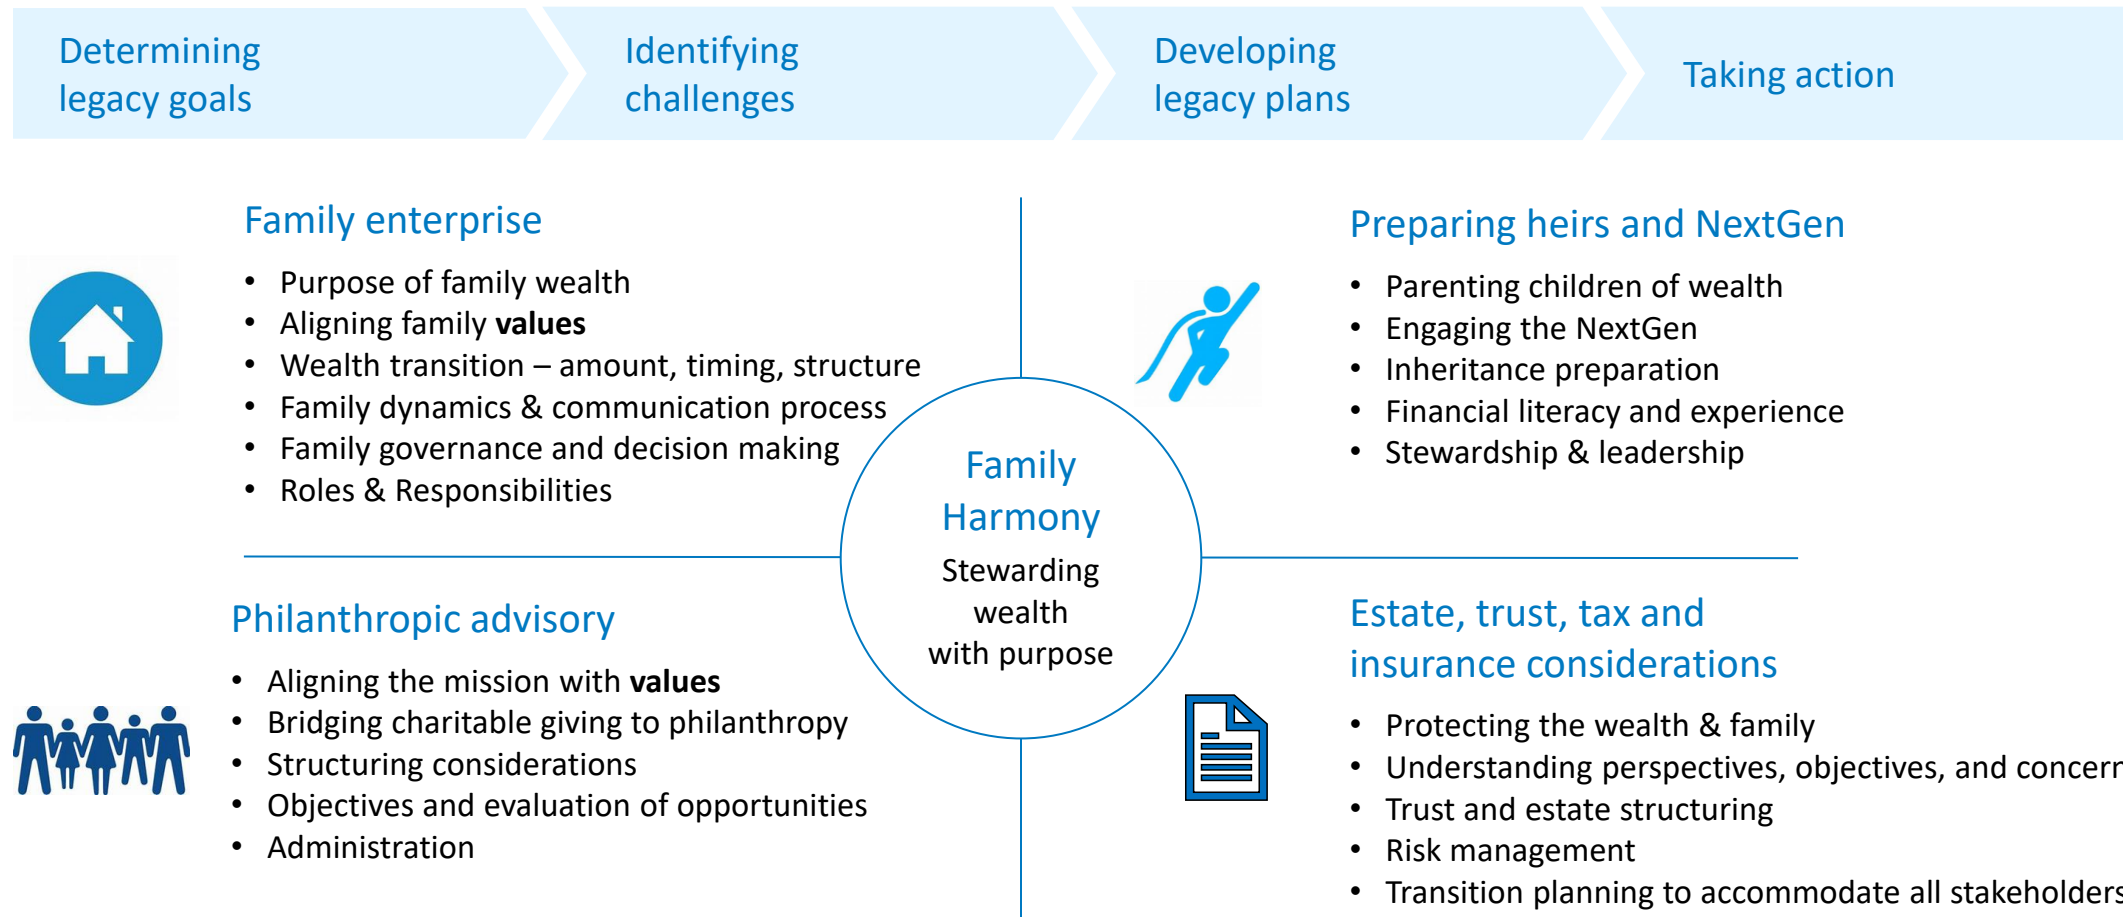 Determining
legacy goals
Identifying
challenges
Developing
legacy plans
Taking action
Family enterprise
• Purpose of family wealth
• Aligning family values
• Wealth transition – amount, timing, structure
• Family dynamics & communication process
• Family governance and decision making
• Roles & Responsibilities
Preparing heirs and NextGen
• Parenting children of wealth
• Engaging the NextGen
• Inheritance preparation
• Financial literacy and experience
• Stewardship & leadership
Family
Harmony
Stewarding
wealth
with purpose
Philanthropic advisory
• Aligning the mission with values
• Bridging charitable giving to philanthropy
• Structuring considerations
• Objectives and evaluation of opportunities
• Administration
Estate, trust, tax and
insurance considerations
• Protecting the wealth & family
• Understanding perspectives, objectives, and concern
• Trust and estate structuring
• Risk management
• Transition planning to accommodate all stakeholders